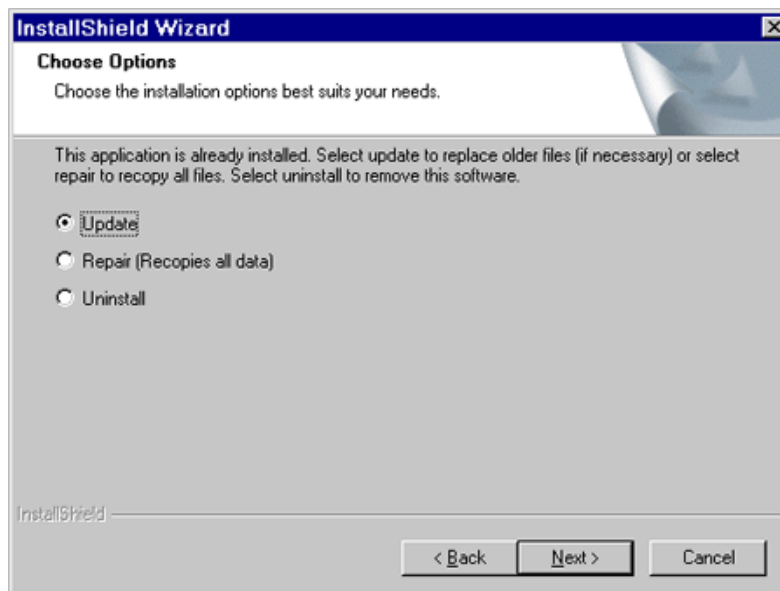 InstallShield Wizard
Choose Options
Choose the installation options best suits your needs.
This application is already installed. Select update to replace older files (if necessary) or select
repair to recopy all files. Select uninstall to remove this software.
Update
Repair (Recopies all data)
Uninstall
InstallShield
< Back Next > Cancel